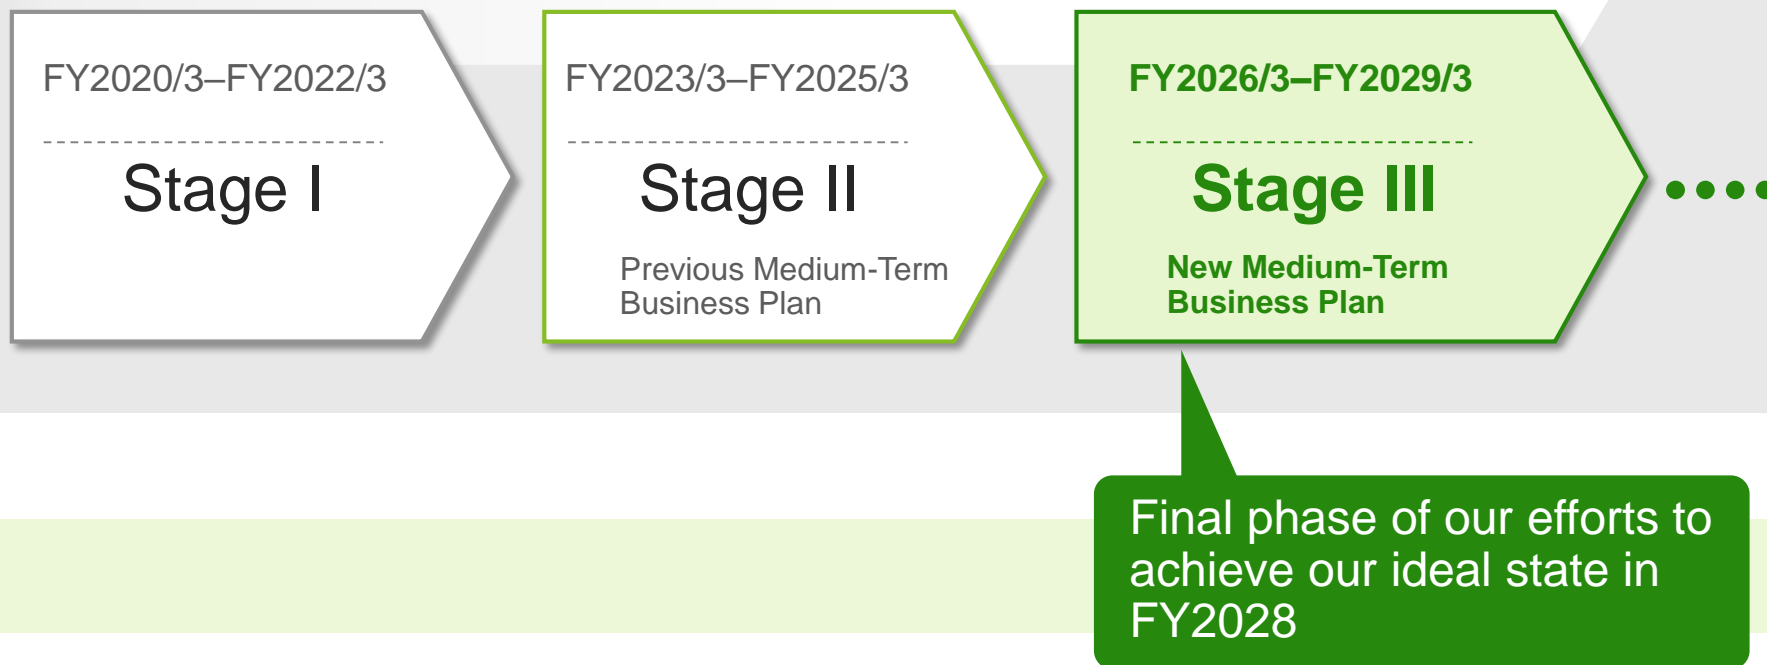 FY2020/3–FY2022/3
Stage I
FY2023/3–FY2025/3
Stage II
Previous Medium-Term
Business Plan
FY2026/3–FY2029/3
Stage III
New Medium-Term
Business Plan
Final phase of our efforts to
achieve our ideal state in
FY2028